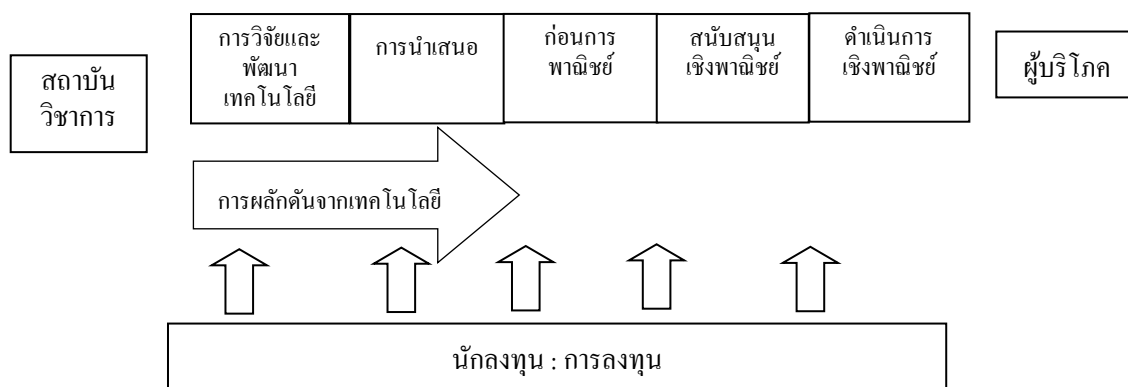 สถาบัน
วิชาการ
การวิจัยและ
พัฒนา
เทคโนโลยี
การนำเสนอ
ก่อนการ
พาณิชย์
สนับสนุน
เชิงพาณิชย์
ดำเนินการ
เชิงพาณิชย์
ผู้บริโภค
การผลักดันจากเทคโนโลยี
นักลงทุน : การลงทุน